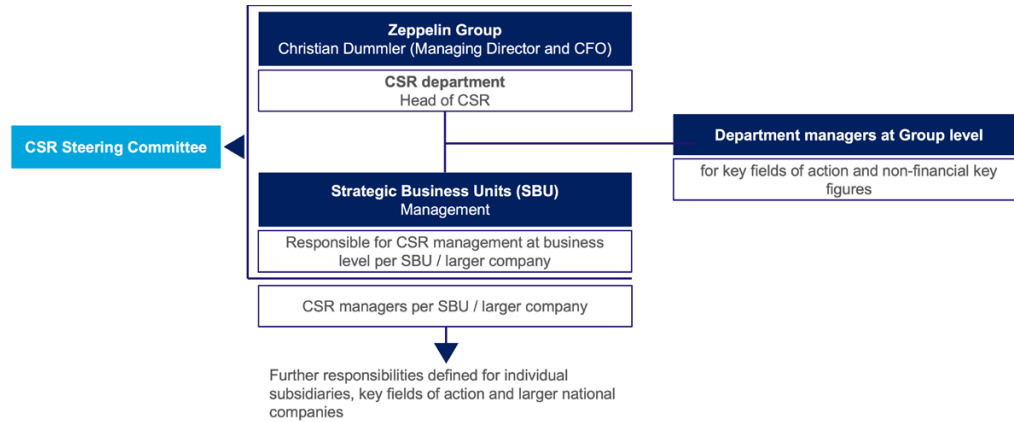 Zeppelin Group
Christian Dummler (Managing Director and CFO)
CSR department
Head of CSR
CSR Steering Committee
Department managers at Group level
for key fields of action and non-financial key
figures
Strategic Business Units (SBU)
Management
Responsible for CSR management at business
level per SBU / larger company
CSR managers per SBU / larger company
Further responsibilities defined for individual
subsidiaries, key fields of action and larger national
companies